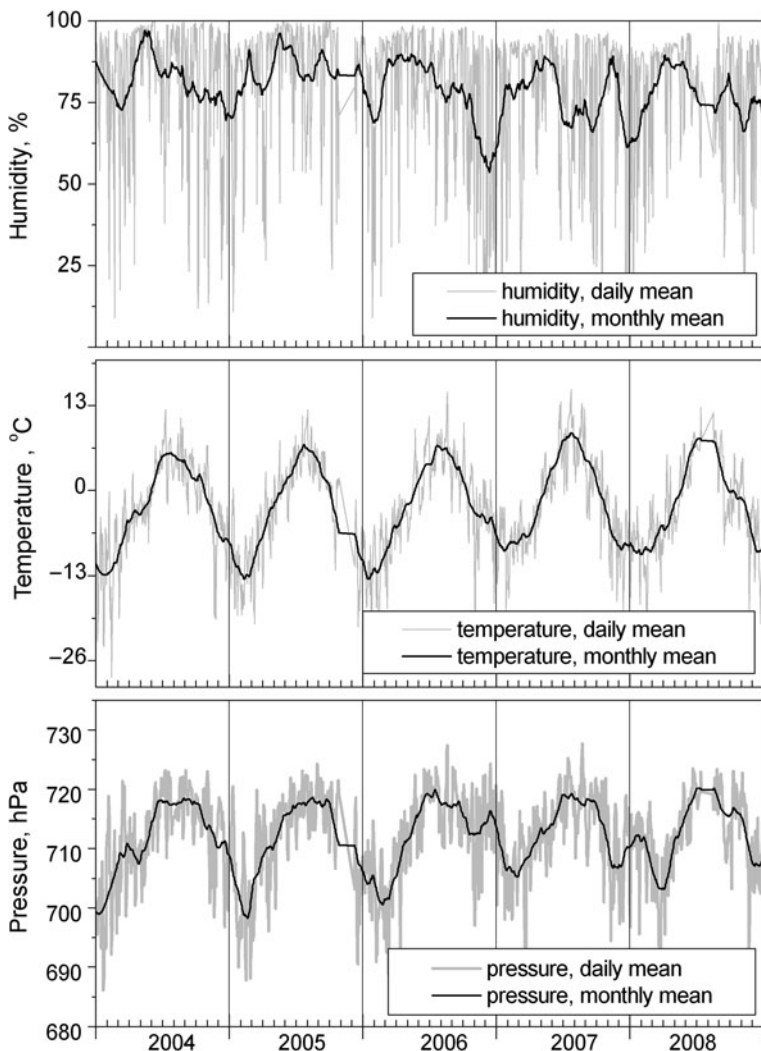 100
75
50
25
Humidity, %
humidity, daily mean
humidity, monthly mean
13
0
−13
−26
Temperature , °C
temperature, daily mean
temperature, monthly mean
730
720
710
700
690
680
Pressure, hPa
pressure, daily mean
pressure, monthly mean
2004 2005 2006 2007 2008